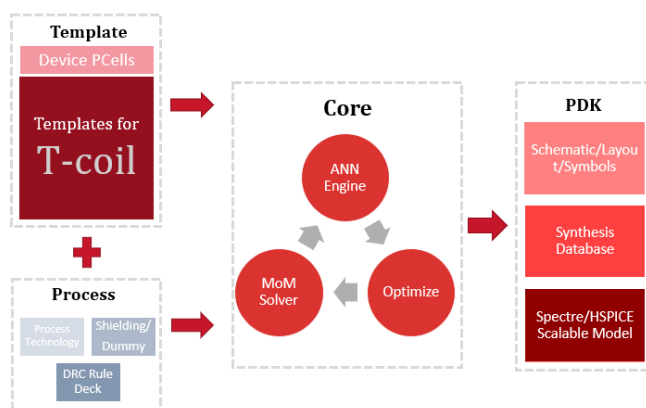 Template
Device PCells
Templates for
T-coil
Process
Process
Technology
Shielding/
Dummy
DRC Rule
Deck
Core
ANN
Engine
MoM
Solver
Optimize
PDK
Schematic/Layou
t/Symbols
Synthesis
Database
Spectre/HSPICE
Scalable Model